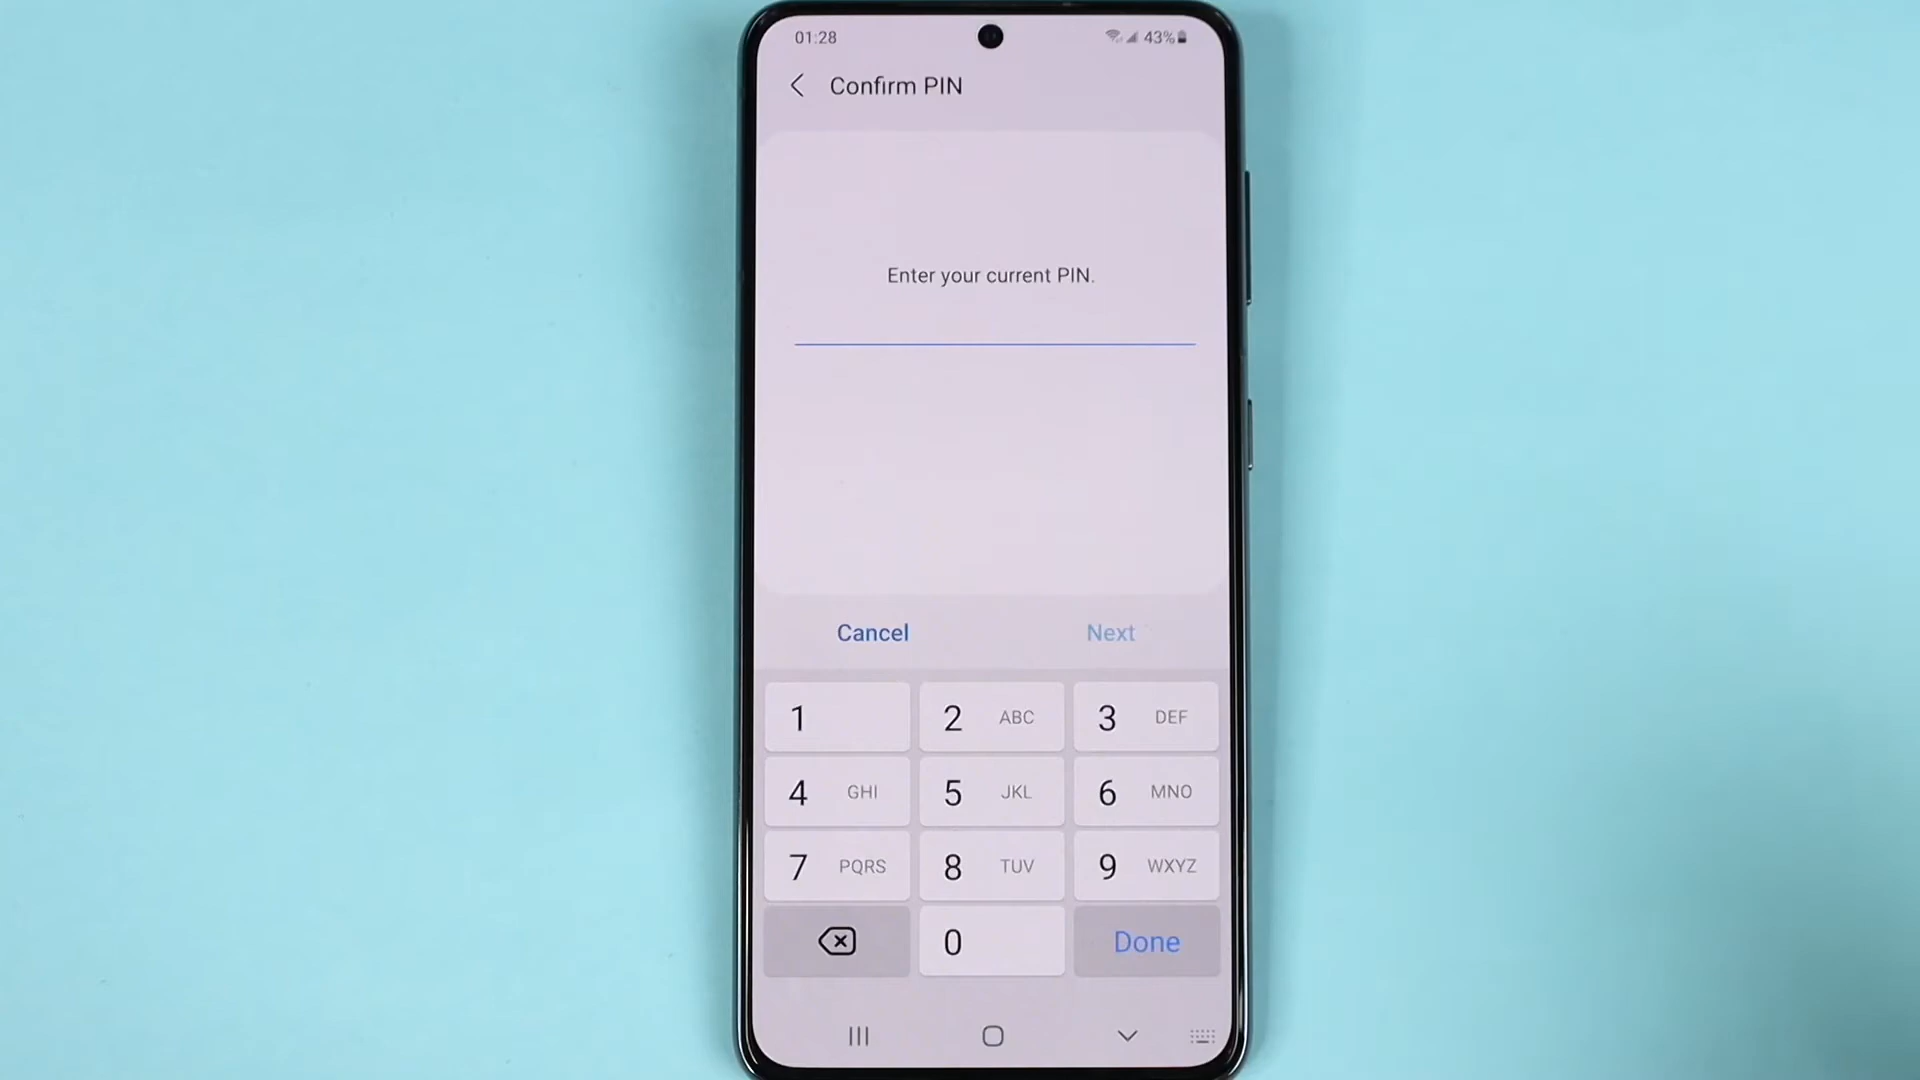 01:28 43%
Confirm PIN
Enter your current PIN.
Cancel Next
1 2 ABC 3 DEF
4 GHI 5 JKL 6 MNO
7 PQRS 8 TUV 9 WXYZ
0 Done